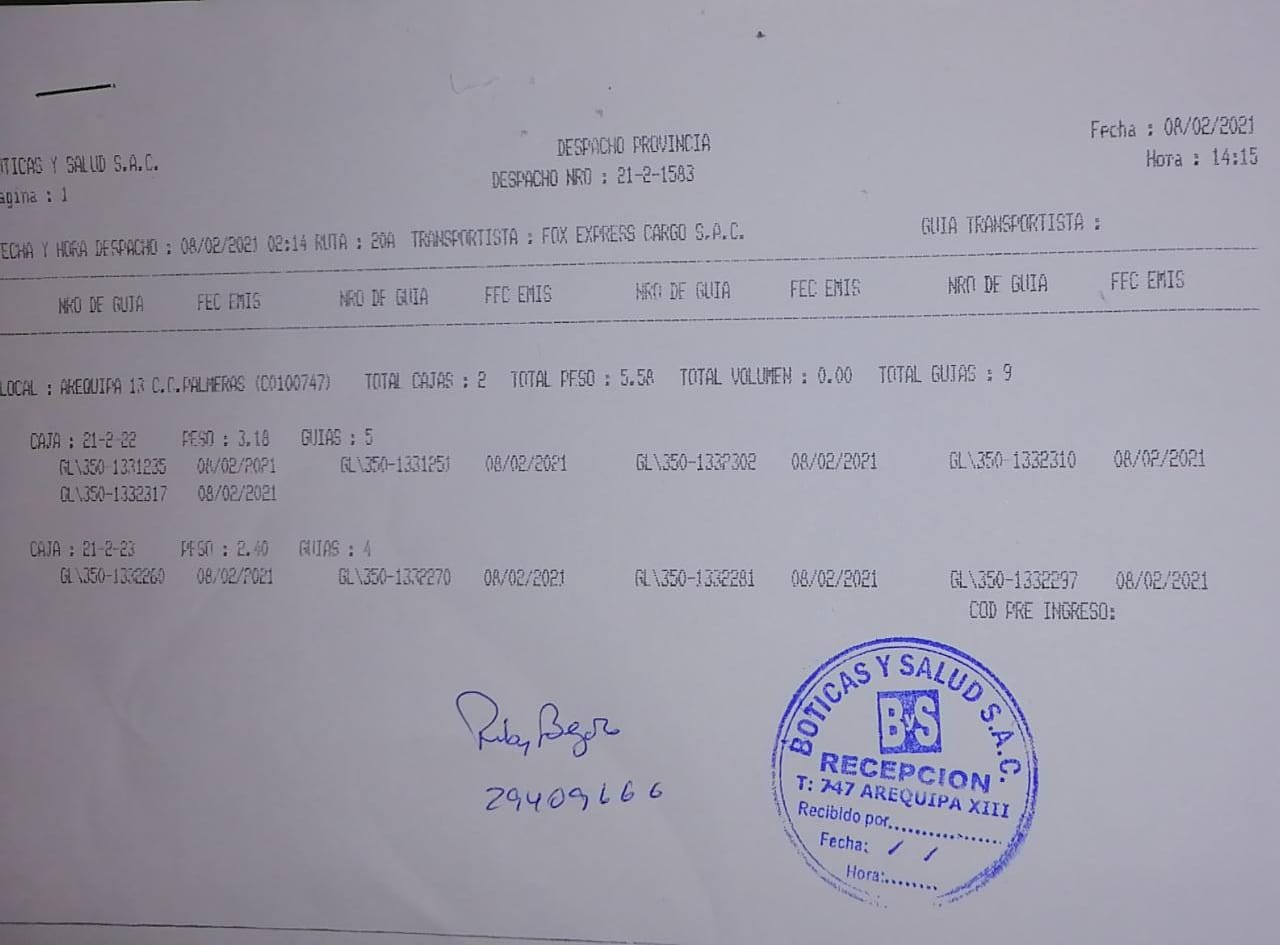 Fecha : 08/02/2021
Hora : 14:15
DESPACHO PROVINCIA
DESPACHO NRO : 21-2-1583
OTICAS Y SALUD S.A.C.
agina : 1
ECHA Y HORA DESPACHO : 08/02/2021 02:14 RUTA : 20A TRANSPORTISTA : FOX EXPRESS CARGO S.A.C. GUIA TRANSPORTISTA :
NRO DE GUIA FEC EMIS NRO DE GUIA FEC EMIS NRO DE GUIA FEC EMIS NRO DE GUIA FEC EMIS
LOCAL : AREQUIPA 13 C.C.PALMERAS (C0100747) TOTAL CAJAS : 2 TOTAL PESO : 5.58 TOTAL VOLUMEN : 0.00 TOTAL GUIAS : 9
CAJA : 21-2-22 PESO : 3.18 GUIAS : 5
GL\350-1331235 08/02/2021 GL\350-1331251 08/02/2021 GL\350-1332302 08/02/2021 GL\350-1332310 08/02/2021
GL\350-1332317 08/02/2021
CAJA : 21-2-23 PESO : 2.40 GUIAS : 4
GL\350-1332260 08/02/2021 GL\350-1332270 08/02/2021 GL\350-1332281 08/02/2021 GL\350-1332297 08/02/2021
COD PRE INGRESO:
29409666
BOTICAS Y SALUD S.A.C.
ByS
RECEPCION
T: 747 AREQUIPA XIII
Recibido por..................
Fecha: / /
Hora:........